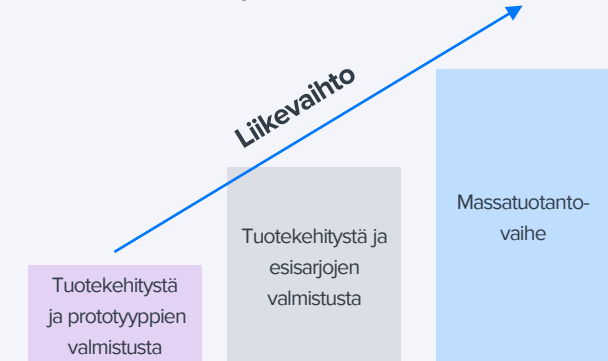 Liikevaihto
Tuotekehitystä
ja prototyyppien
valmistusta
Tuotekehitystä ja
esisarjojen
valmistusta
Massatuotanto-
vaihe